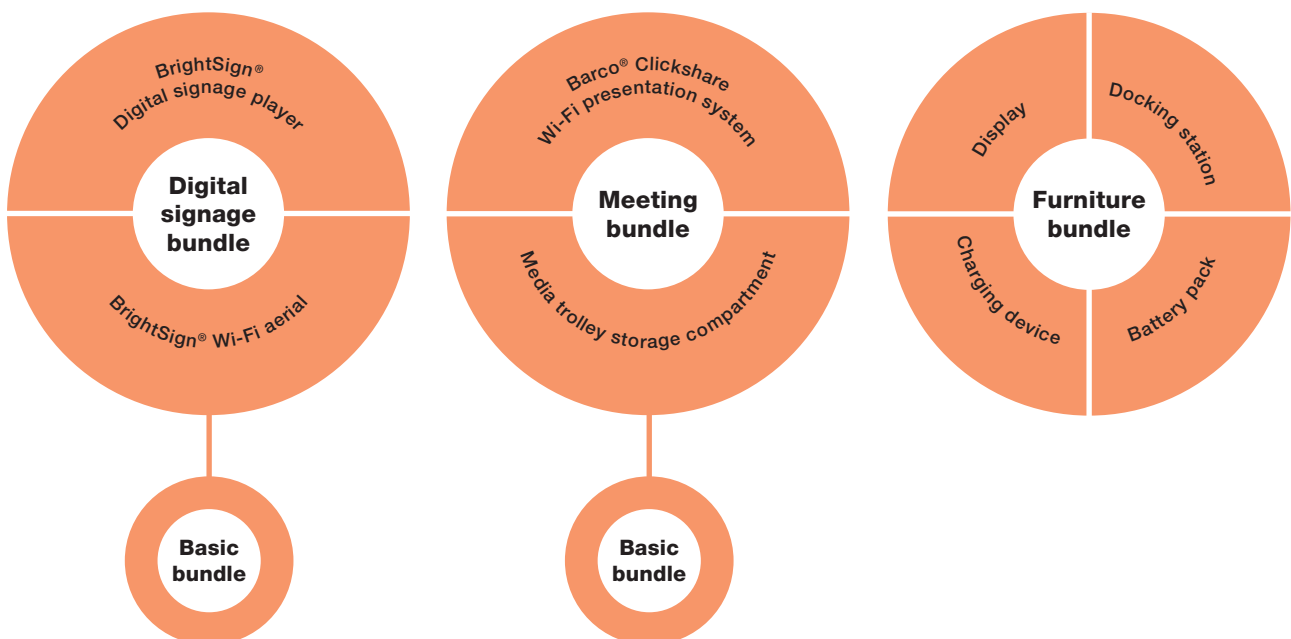 BrightSign®
Digital signage player
Digital
signage
bundle
BrightSign® Wi-Fi aerial
Basic
bundle
Barco® Clickshare
Wi-Fi presentation system
Meeting
bundle
Media trolley storage compartment
Basic
bundle
Display
Docking station
Furniture
bundle
Charging device
Battery pack